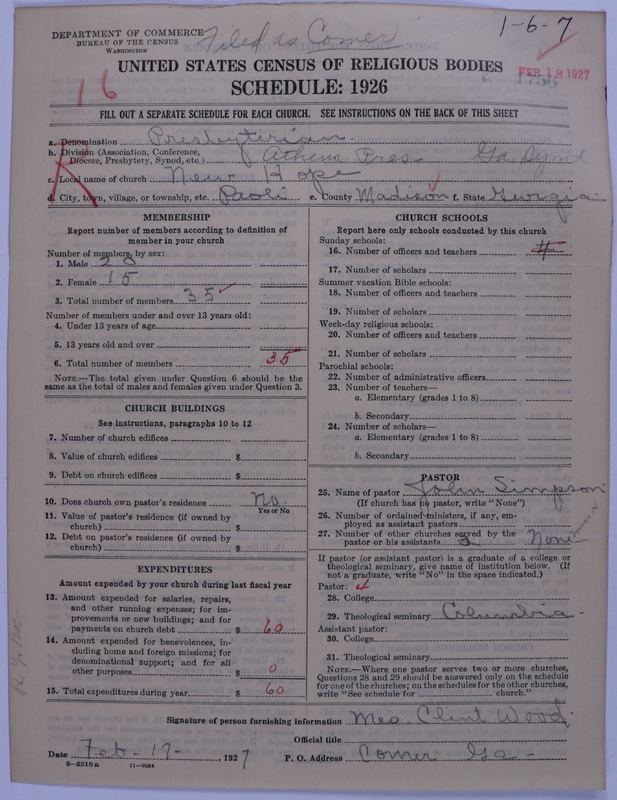 DEPARTMENT OF COMMERCE
BUREAU OF THE CENSUS
WASHINGTON
Filed as Comer
1-6-7
UNITED STATES CENSUS OF RELIGIOUS BODIES
FEB 18 1927
SCHEDULE: 1926
16
FILL OUT A SEPARATE SCHEDULE FOR EACH CHURCH. SEE INSTRUCTIONS ON THE BACK OF THIS SHEET
a. Denomination Presbyterian
b. Division (Association, Conference, Diocese, Presbytery, Synod, etc.) Athens Pres. Ga Synod
c. Local name of church New Hope
d. City, town, village, or township, etc. Paoli e. County Madison f. State Georgia
MEMBERSHIP
Report number of members according to definition of
member in your church
Number of members, by sex:
1. Male 20
2. Female 15
3. Total number of members 35
Number of members under and over 13 years old:
4. Under 13 years of age
5. 13 years old and over
6. Total number of members 35
NOTE.—The total given under Question 6 should be the
same as the total of males and females given under Question 3.
CHURCH BUILDINGS
See instructions, paragraphs 10 to 12
7. Number of church edifices
8. Value of church edifices $
9. Debt on church edifices $
10. Does church own pastor's residence No
Yes or No
11. Value of pastor's residence (if owned by
church) $
12. Debt on pastor's residence (if owned by
church) $
EXPENDITURES
Amount expended by your church during last fiscal year
13. Amount expended for salaries, repairs,
and other running expenses; for im-
provements or new buildings; and for
payments on church debt $ 60
14. Amount expended for benevolences, in-
cluding home and foreign missions; for
denominational support; and for all
other purposes $ 0
15. Total expenditures during year $ 60
CHURCH SCHOOLS
Report here only schools conducted by this church
Sunday schools:
16. Number of officers and teachers 4
17. Number of scholars
Summer vacation Bible schools:
18. Number of officers and teachers
19. Number of scholars
Week-day religious schools:
20. Number of officers and teachers
21. Number of scholars
Parochial schools:
22. Number of administrative officers
23. Number of teachers—
a. Elementary (grades 1 to 8)
b. Secondary
24. Number of scholars—
a. Elementary (grades 1 to 8)
b. Secondary
PASTOR
25. Name of pastor John Simpson
(If church has no pastor, write "None")
26. Number of ordained ministers, if any, em-
ployed as assistant pastors
27. Number of other churches served by the
pastor or his assistants 3 None
If pastor (or assistant pastor) is a graduate of a college or
theological seminary, give name of institution below. (If
not a graduate, write "No" in the space indicated.)
Pastor:
28. College
29. Theological seminary Columbia
Assistant pastor:
30. College
31. Theological seminary
NOTE.—Where one pastor serves two or more churches,
Questions 28 and 29 should be answered only on the schedule
for one of the churches; on the schedules for the other churches,
write "See schedule for church."
Signature of person furnishing information Mrs. Clint Wood
Official title
Date Feb-17-, 1927 P. O. Address Comer Ga-
8—5518a 11—9054